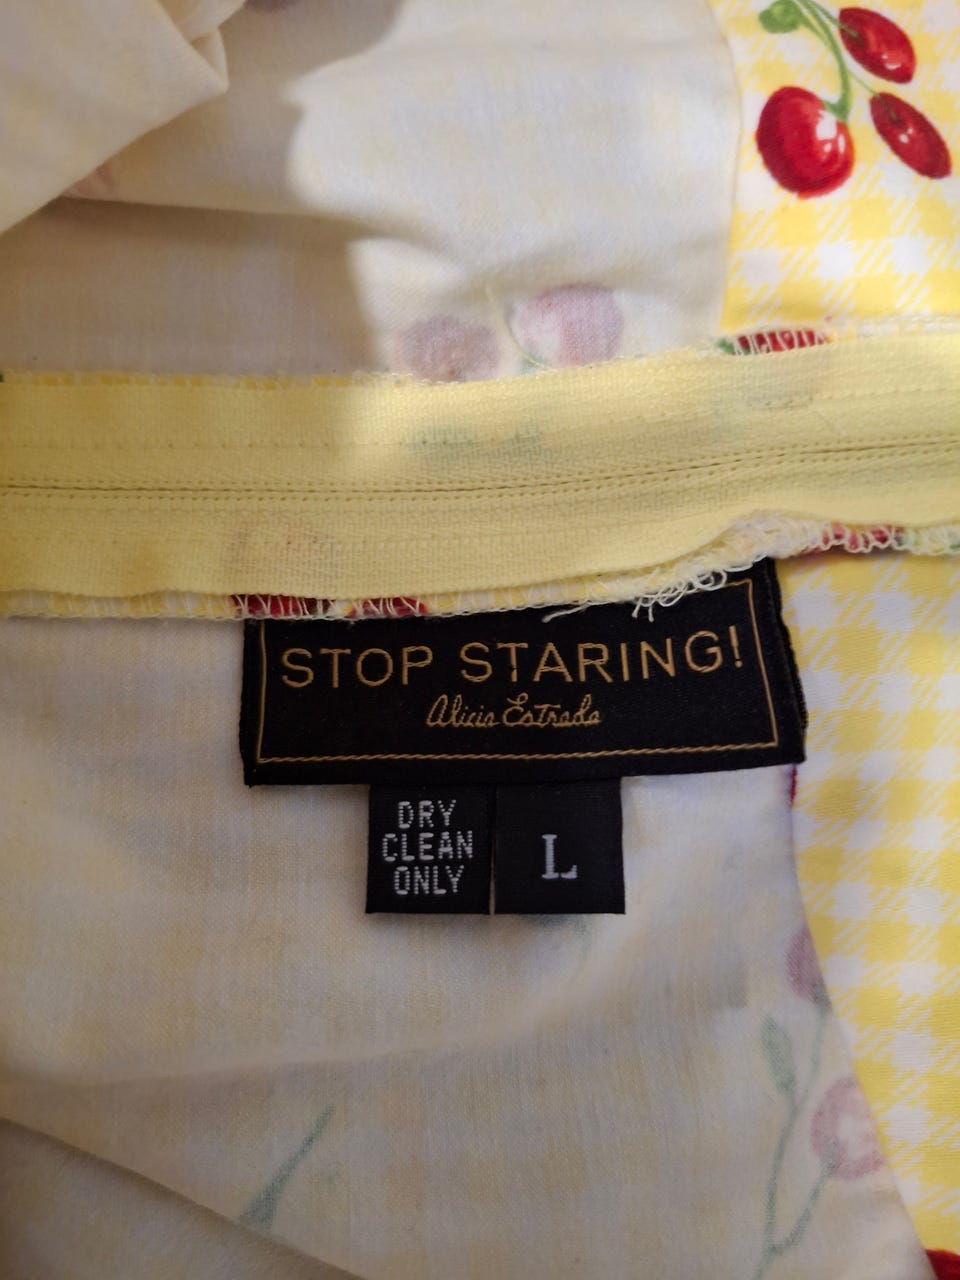 STOP STARING!
Alicia Estrada
DRY
CLEAN
ONLY
L